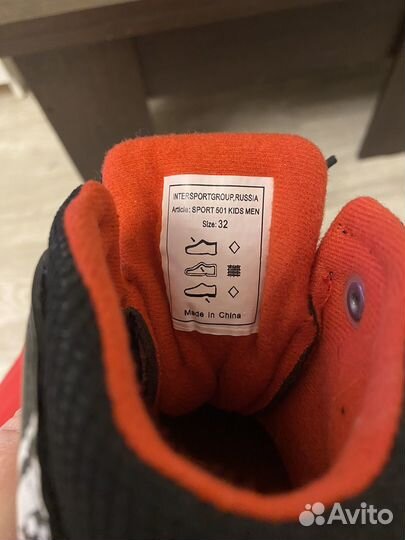 INTERSPORTGROUP,RUSSIA
Article: SPORT 501 KIDS MEN
Size: 32
Made in China
Avito